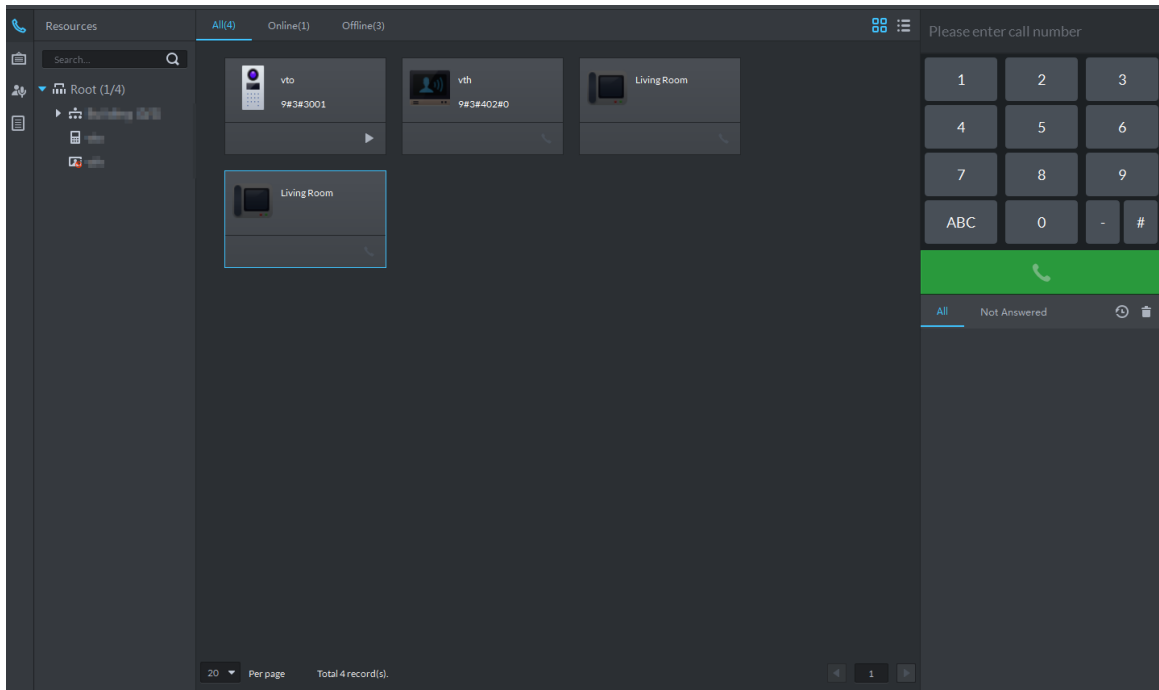 Resources
Search...
Root (1/4)
All(4) Online(1) Offline(3)
vto
9#3#3001
vth
9#3#402#0
Living Room
Living Room
20 Per page Total 4 record(s).
1
Please enter call number
1 2 3
4 5 6
7 8 9
ABC 0 - #
All Not Answered